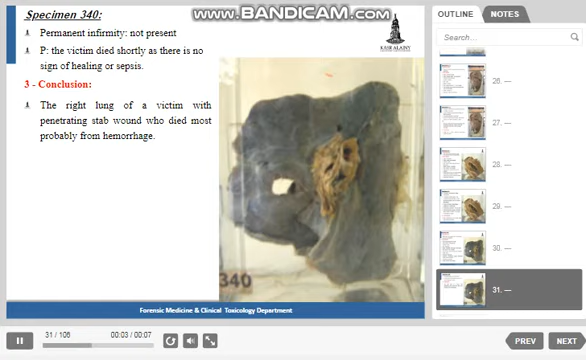 www.BANDICAM.com
OUTLINE
NOTES
Search...
Specimen 340:
Permanent infirmity: not present
P: the victim died shortly as there is no
sign of healing or sepsis.
3 - Conclusion:
The right lung of a victim with
penetrating stab wound who died most
probably from hemorrhage.
KASR ALAINY
340
Forensic Medicine & Clinical Toxicology Department
26. —
27. —
28. —
29. —
30. —
31. —
31 / 106
00:03 / 00:07
PREV
NEXT